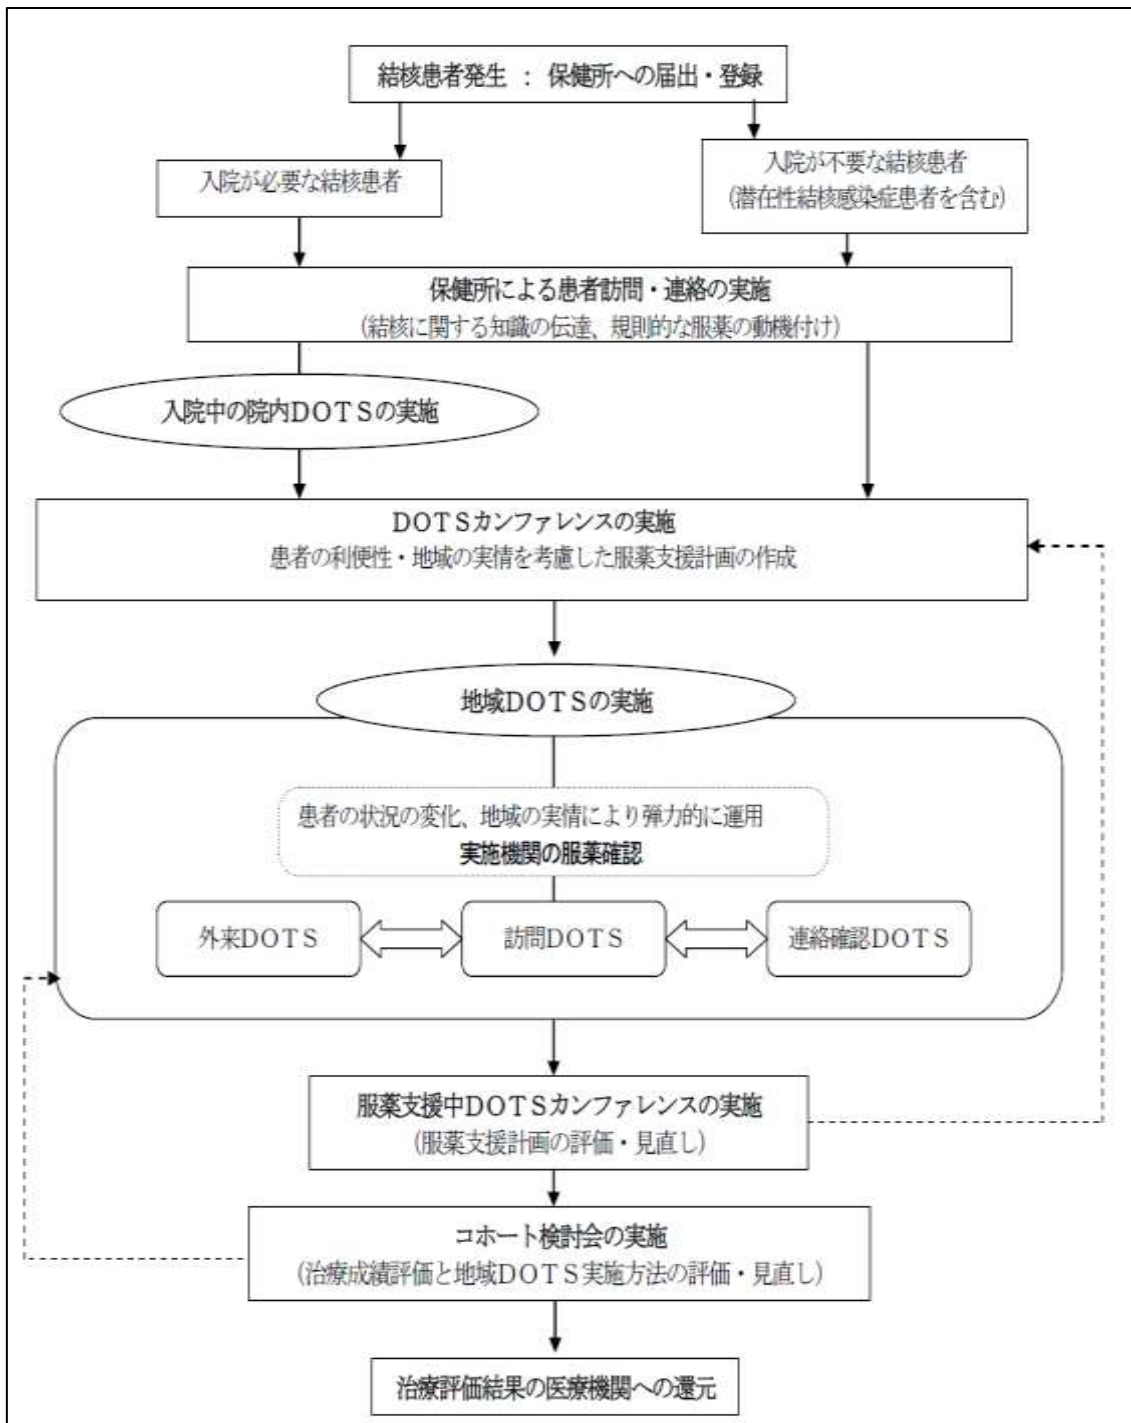 結核患者発生 : 保健所への届出・登録
入院が必要な結核患者
入院が不要な結核患者
(潜在性結核感染症患者を含む)
保健所による患者訪問・連絡の実施
(結核に関する知識の伝達、規則的な服薬の動機付け)
入院中の院内DOTSの実施
DOTSカンファレンスの実施
患者の利便性・地域の実情を考慮した服薬支援計画の作成
地域DOTSの実施
患者の状況の変化、地域の実情により弾力的に運用
実施機関の服薬確認
外来DOTS
訪問DOTS
連絡確認DOTS
服薬支援中DOTSカンファレンスの実施
(服薬支援計画の評価・見直し)
コホート検討会の実施
(治療成績評価と地域DOTS実施方法の評価・見直し)
治療評価結果の医療機関への還元